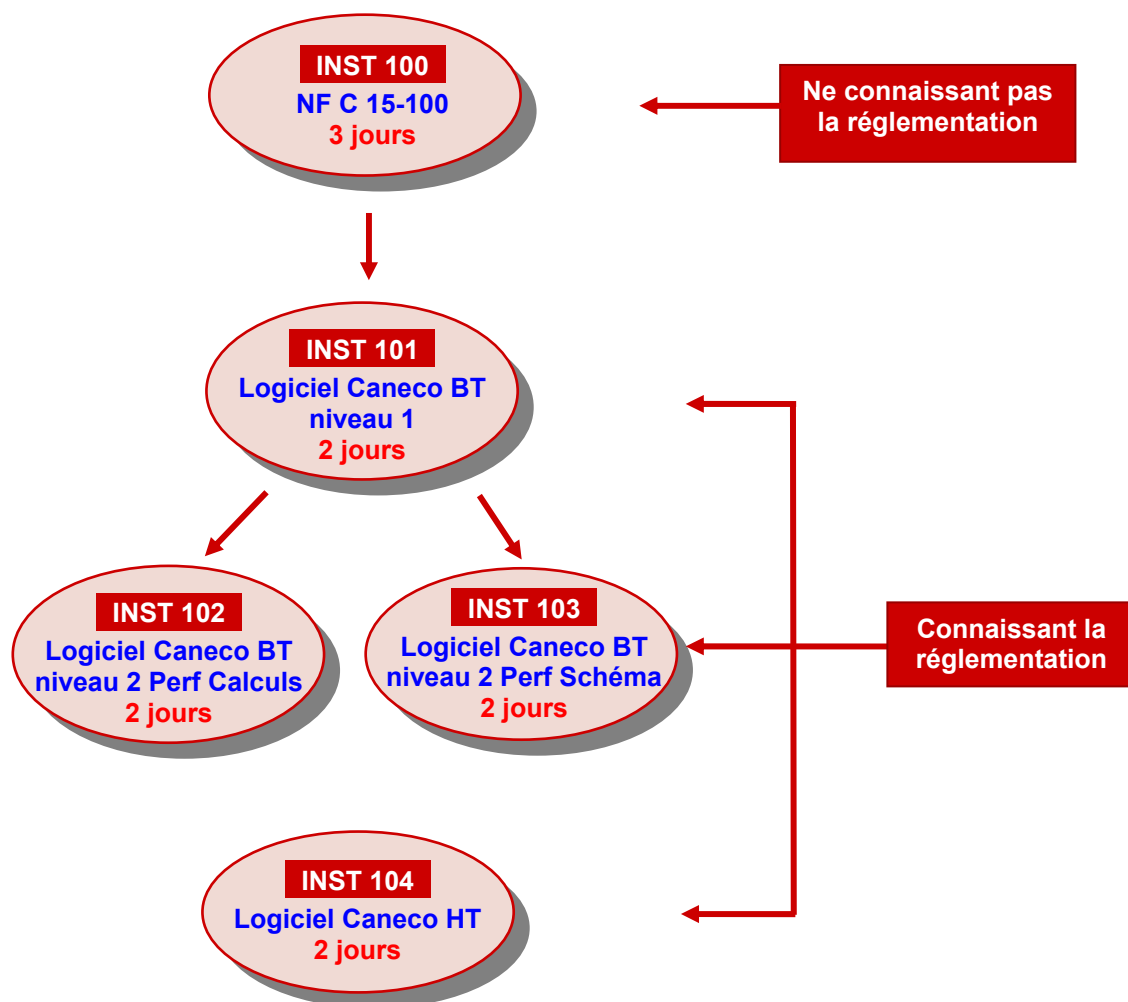 INST 100
NF C 15-100
3 jours
Ne connaissant pas
la réglementation
INST 101
Logiciel Caneco BT
niveau 1
2 jours
INST 102
Logiciel Caneco BT
niveau 2 Perf Calculs
2 jours
INST 103
Logiciel Caneco BT
niveau 2 Perf Schéma
2 jours
Connaissant la
réglementation
INST 104
Logiciel Caneco HT
2 jours